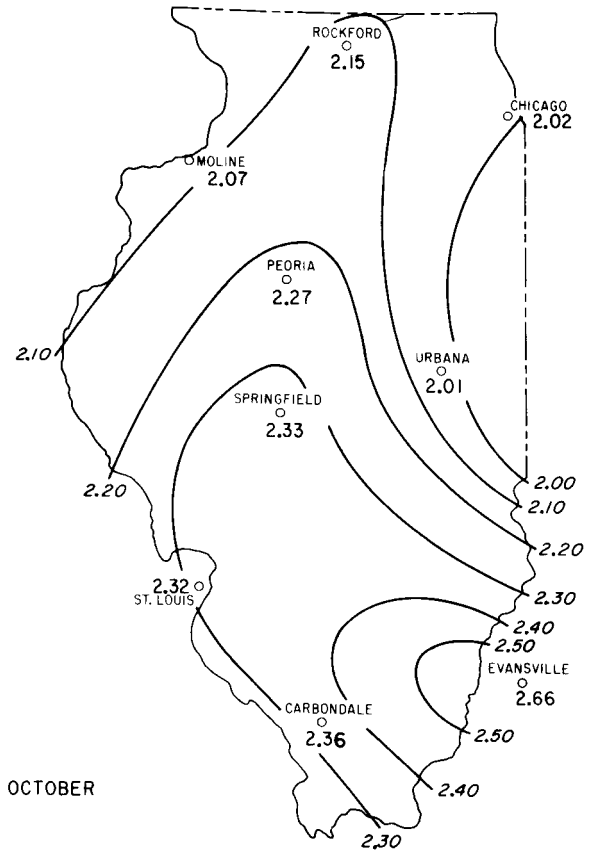 ROCKFORD
2.15
CHICAGO
2.02
MOLINE
2.07
PEORIA
2.27
2.10
URBANA
2.01
SPRINGFIELD
2.33
2.20
2.00
2.10
2.20
2.32
ST. LOUIS
2.30
2.40
2.50
EVANSVILLE
2.66
CARBONDALE
2.36
2.50
OCTOBER
2.40
2.30